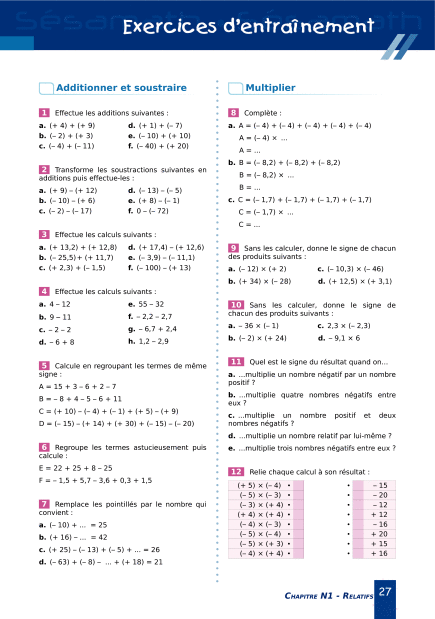 Exercices d'entraînement
Additionner et soustraire
1 Effectue les additions suivantes :
a. (+ 4) + (+ 9) d. (+ 1) + (– 7)
b. (– 2) + (+ 3) e. (– 10) + (+ 10)
c. (– 4) + (– 11) f. (– 40) + (+ 20)
2 Transforme les soustractions suivantes en
additions puis effectue-les :
a. (+ 9) – (+ 12) d. (– 13) – (– 5)
b. (– 10) – (+ 6) e. (+ 8) – (– 1)
c. (– 2) – (– 17) f. 0 – (– 72)
3 Effectue les calculs suivants :
a. (+ 13,2) + (+ 12,8) d. (+ 17,4) – (+ 12,6)
b. (– 25,5)+ (+ 11,7) e. (– 3,9) – (– 11,1)
c. (+ 2,3) + (– 1,5) f. (– 100) – (+ 13)
4 Effectue les calculs suivants :
a. 4 – 12 e. 55 – 32
b. 9 – 11 f. – 2,2 – 2,7
c. – 2 – 2 g. – 6,7 + 2,4
d. – 6 + 8 h. 1,2 – 2,9
5 Calcule en regroupant les termes de même
signe :
A = 15 + 3 – 6 + 2 – 7
B = – 8 + 4 – 5 – 6 + 11
C = (+ 10) – (– 4) + (– 1) + (+ 5) – (+ 9)
D = (– 15) – (+ 14) + (+ 30) + (– 15) – (– 20)
6 Regroupe les termes astucieusement puis
calcule :
E = 22 + 25 + 8 – 25
F = – 1,5 + 5,7 – 3,6 + 0,3 + 1,5
7 Remplace les pointillés par le nombre qui
convient :
a. (– 10) + ... = 25
b. (+ 16) – ... = 42
c. (+ 25) – (– 13) + (– 5) + ... = 26
d. (– 63) + (– 8) – ... + (+ 18) = 21
Multiplier
8 Complète :
a. A = (– 4) + (– 4) + (– 4) + (– 4) + (– 4)
A = (– 4) × ...
A = ...
b. B = (– 8,2) + (– 8,2) + (– 8,2)
B = (– 8,2) × ...
B = ...
c. C = (– 1,7) + (– 1,7) + (– 1,7) + (– 1,7)
C = (– 1,7) × ...
C = ...
9 Sans les calculer, donne le signe de chacun
des produits suivants :
a. (– 12) × (+ 2) c. (– 10,3) × (– 46)
b. (+ 34) × (– 28) d. (+ 12,5) × (+ 3,1)
10 Sans les calculer, donne le signe de
chacun des produits suivants :
a. – 36 × (– 1) c. 2,3 × (– 2,3)
b. (– 2) × (+ 24) d. – 9,1 × 6
11 Quel est le signe du résultat quand on...
a. ...multiplie un nombre négatif par un nombre
positif ?
b. ...multiplie quatre nombres négatifs entre
eux ?
c. ...multiplie un nombre positif et deux
nombres négatifs ?
d. ...multiplie un nombre relatif par lui-même ?
e. ...multiplie trois nombres négatifs entre eux ?
12 Relie chaque calcul à son résultat :
(+ 5) × (– 4) • • – 15
(– 5) × (– 3) • • – 20
(– 3) × (+ 4) • • – 12
(+ 4) × (+ 4) • • + 12
(– 4) × (– 3) • • – 16
(– 5) × (– 4) • • + 20
(– 5) × (+ 3) • • + 15
(– 4) × (+ 4) • • + 16
CHAPITRE N1 - RELATIFS 27